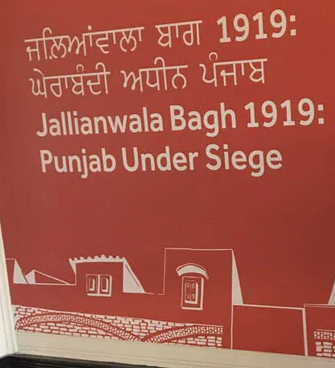 ਜਲ੍ਹਿਆਂਵਾਲਾ ਬਾਗ 1919:
ਘੇਰਾਬੰਦੀ ਅਧੀਨ ਪੰਜਾਬ
Jallianwala Bagh 1919:
Punjab Under Siege